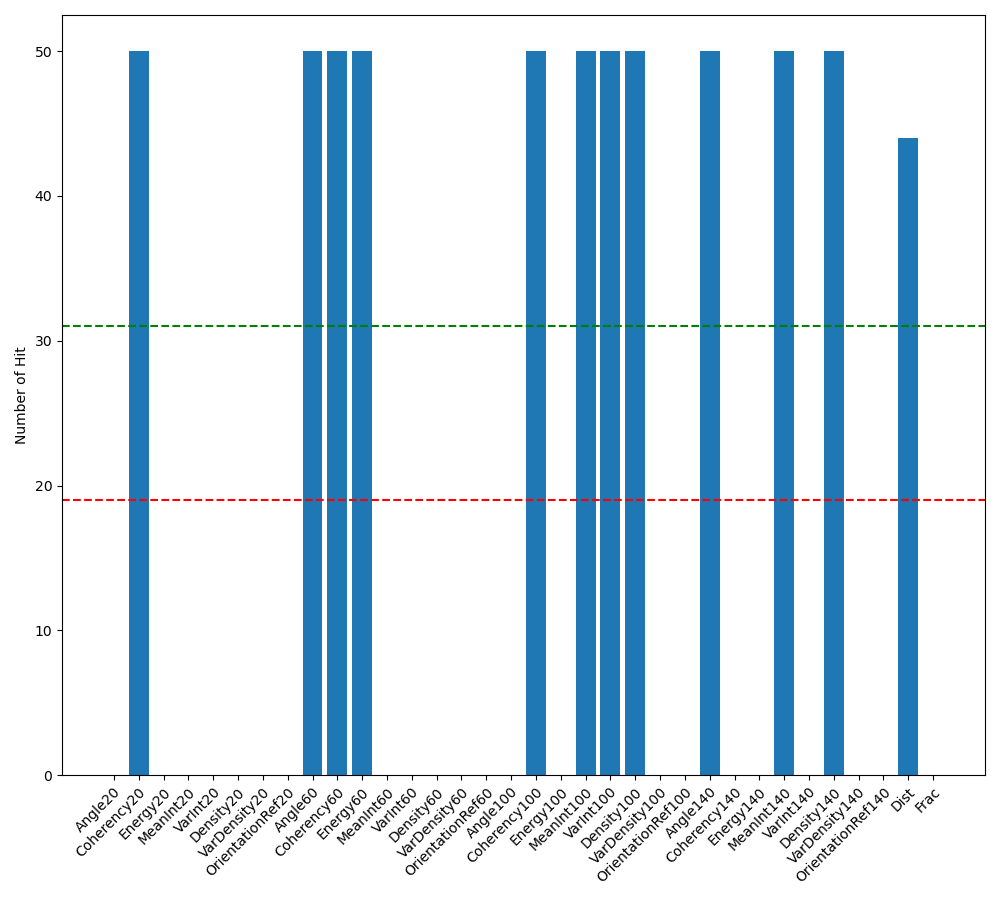 50
40
30
20
10
0
Number of Hit
Angle20
Coherency20
Energy20
MeanInt20
VarInt20
Density20
VarDensity20
OrientationRef20
Angle60
Coherency60
Energy60
MeanInt60
VarInt60
Density60
VarDensity60
OrientationRef60
Angle100
Coherency100
Energy100
MeanInt100
VarInt100
Density100
VarDensity100
OrientationRef100
Angle140
Coherency140
Energy140
MeanInt140
VarInt140
Density140
VarDensity140
OrientationRef140
Dist
Frac